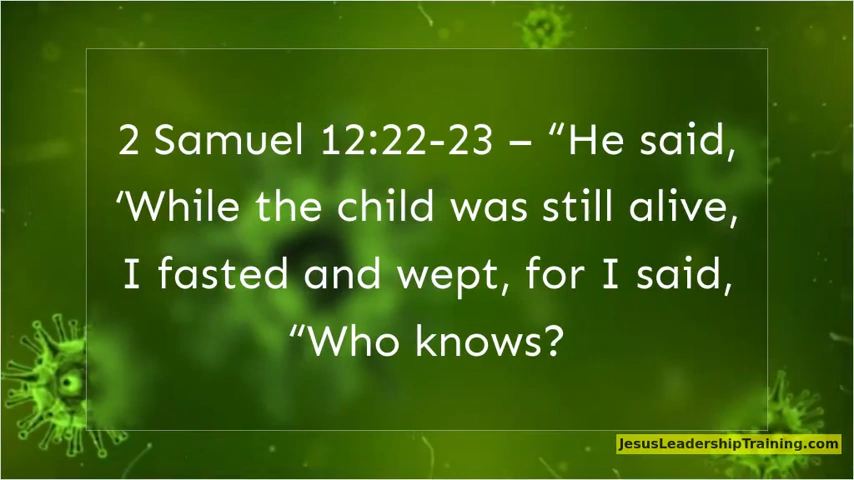 2 Samuel 12:22-23 – “He said,
‘While the child was still alive,
I fasted and wept, for I said,
“Who knows?
JesusLeadershipTraining.com